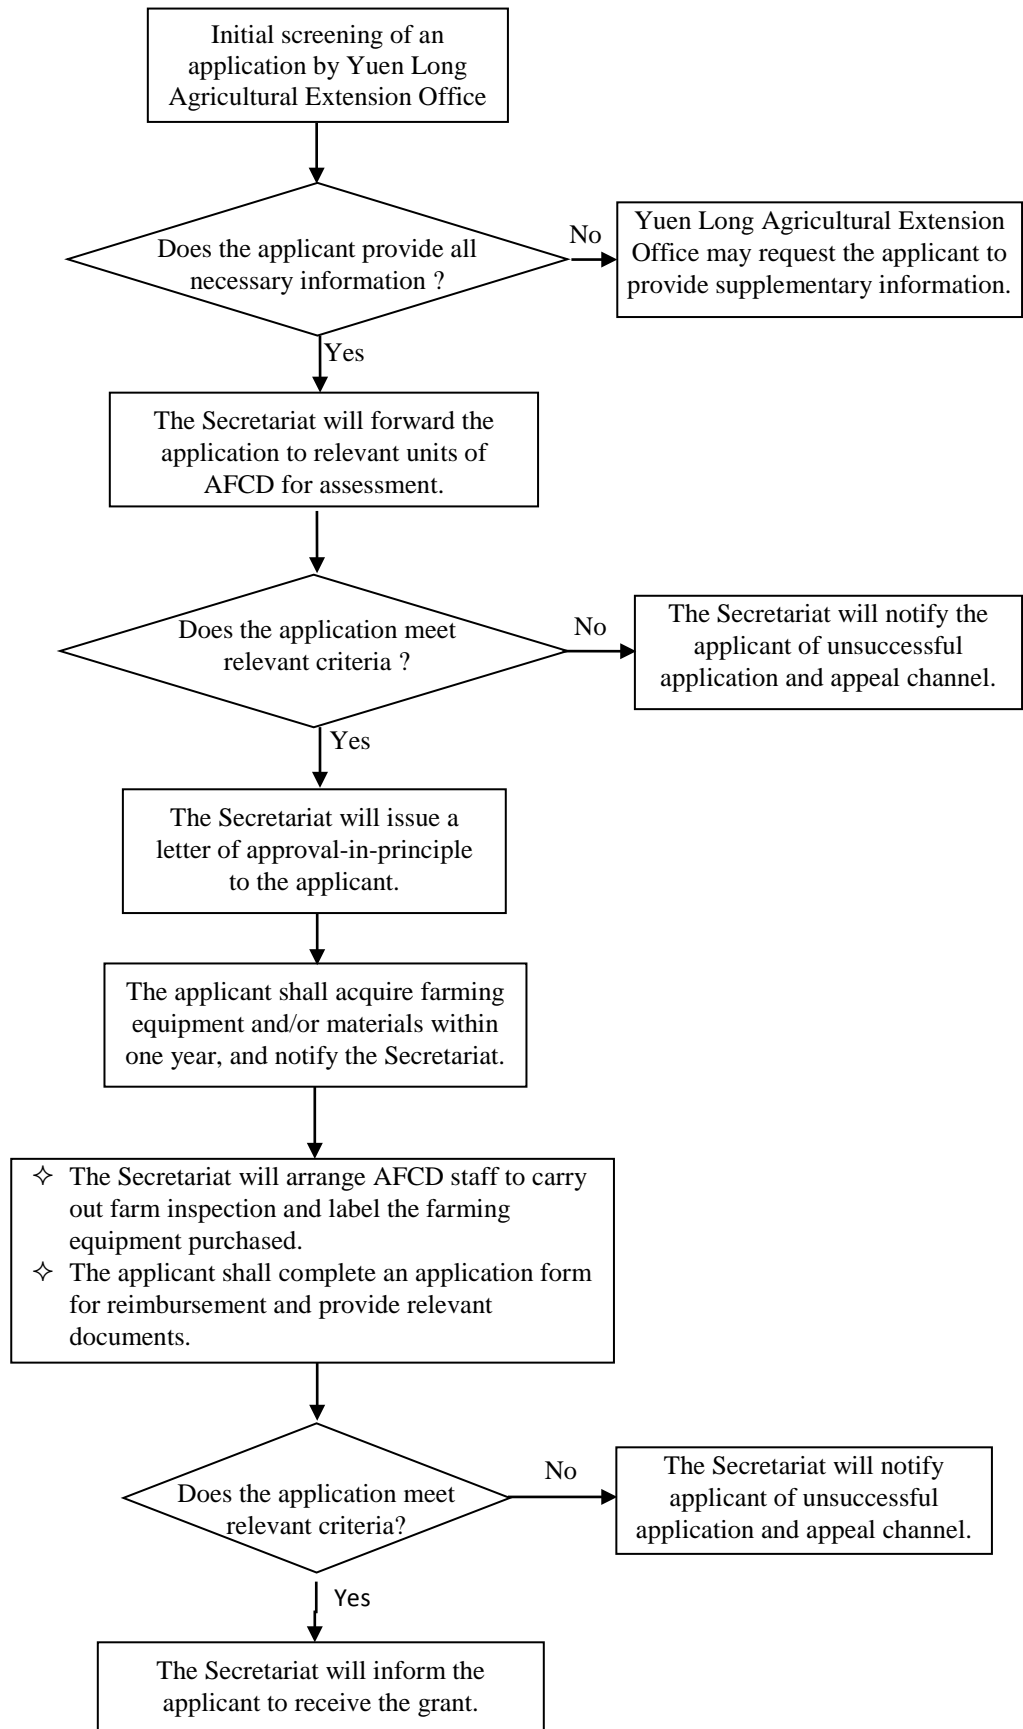 Initial screening of an
application by Yuen Long
Agricultural Extension Office
Does the applicant provide all
necessary information ?
No
Yuen Long Agricultural Extension
Office may request the applicant to
provide supplementary information.
Yes
The Secretariat will forward the
application to relevant units of
AFCD for assessment.
Does the application meet
relevant criteria ?
No
The Secretariat will notify the
applicant of unsuccessful
application and appeal channel.
Yes
The Secretariat will issue a
letter of approval-in-principle
to the applicant.
The applicant shall acquire farming
equipment and/or materials within
one year, and notify the Secretariat.
✧ The Secretariat will arrange AFCD staff to carry
out farm inspection and label the farming
equipment purchased.
✧ The applicant shall complete an application form
for reimbursement and provide relevant
documents.
Does the application meet
relevant criteria?
No
The Secretariat will notify
applicant of unsuccessful
application and appeal channel.
Yes
The Secretariat will inform the
applicant to receive the grant.